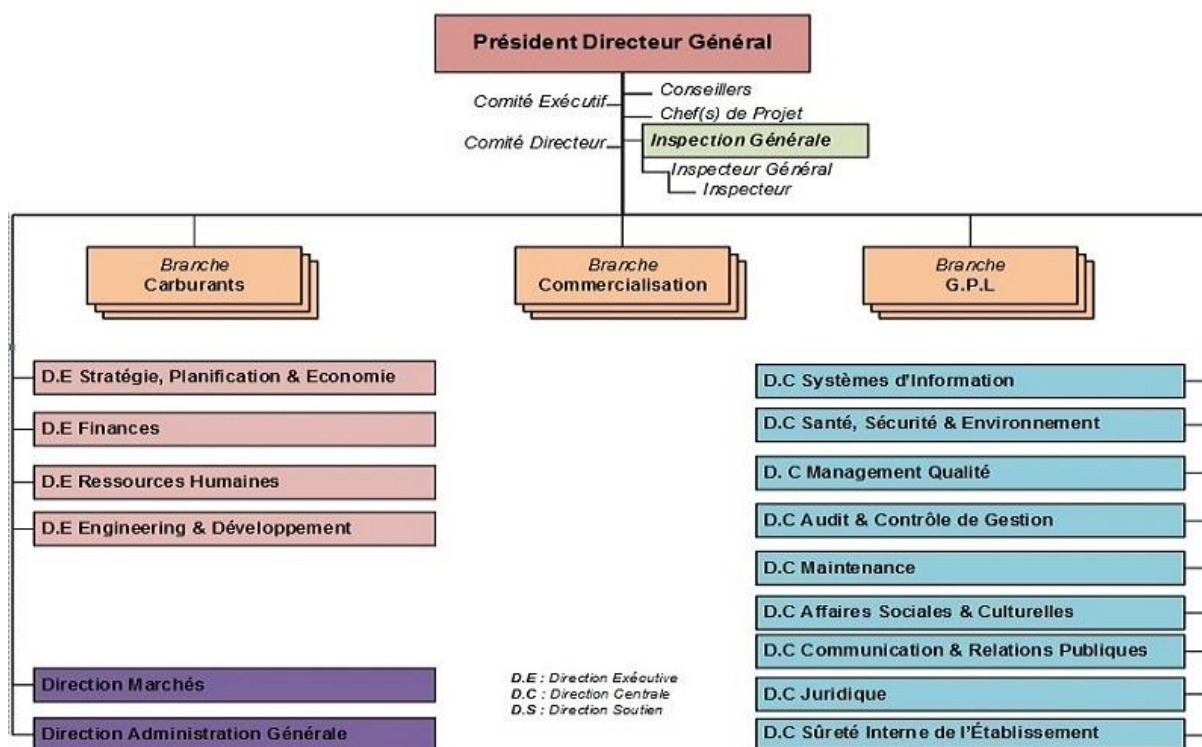 Président Directeur Général
Conseillers
Comité Exécutif
Chef(s) de Projet
Comité Directeur
Inspection Générale
Inspecteur Général
Inspecteur
Branche
Carburants
Branche
Commercialisation
Branche
G.P.L
D.E Stratégie, Planification & Economie
D.E Finances
D.E Ressources Humaines
D.E Engineering & Développement
Direction Marchés
Direction Administration Générale
D.E : Direction Exécutive
D.C : Direction Centrale
D.S : Direction Soutien
D.C Systèmes d'Information
D.C Santé, Sécurité & Environnement
D. C Management Qualité
D.C Audit & Contrôle de Gestion
D.C Maintenance
D.C Affaires Sociales & Culturelles
D.C Communication & Relations Publiques
D.C Juridique
D.C Sûreté Interne de l'Établissement